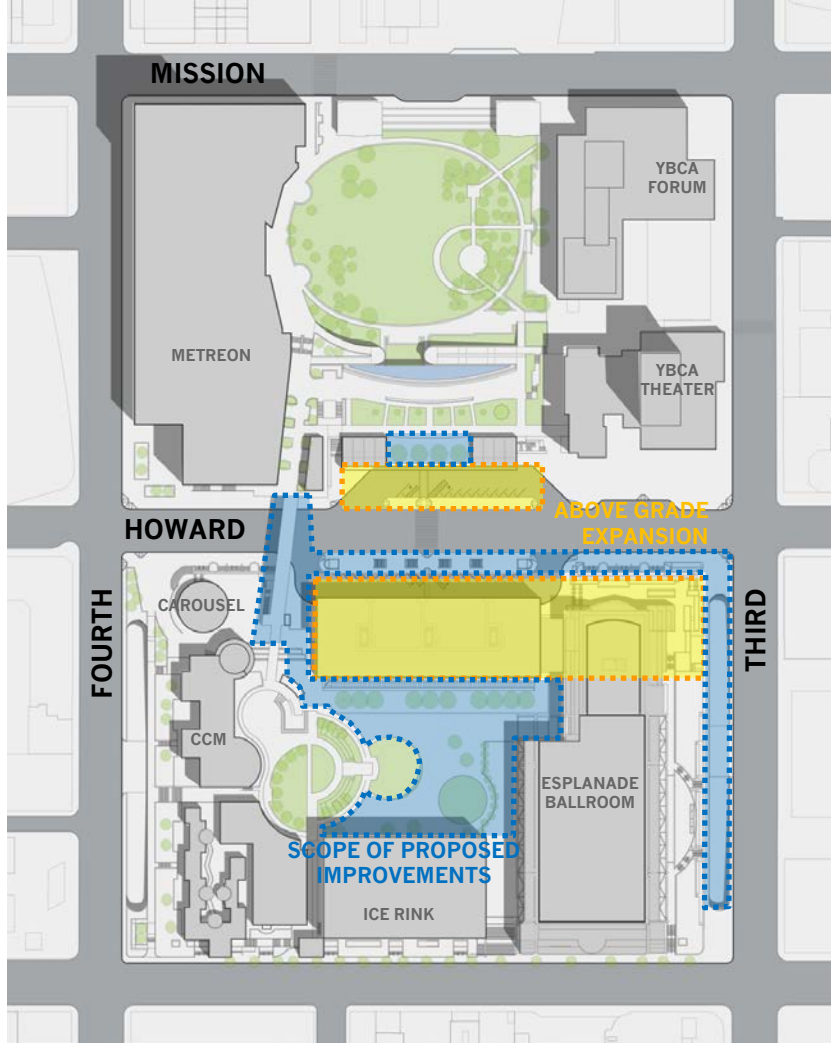 MISSION
YBCA
FORUM
METREON
YBCA
THEATER
ABOVE GRADE
EXPANSION
HOWARD
CAROUSEL
FOURTH
THIRD
CCM
ESPLANADE
BALLROOM
SCOPE OF PROPOSED
IMPROVEMENTS
ICE RINK